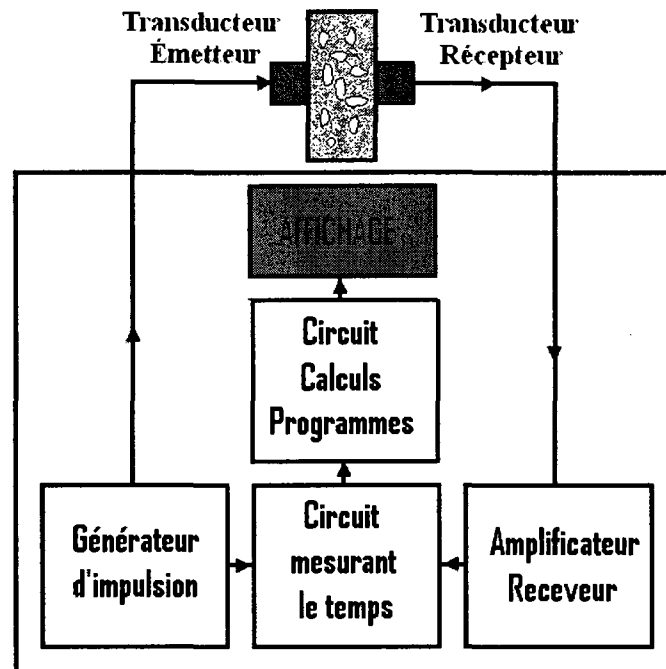 Transducteur
Émetteur
Transducteur
Récepteur
AFFICHAGE
Circuit
Calculs
Programmes
Générateur
d'impulsion
Circuit
mesurant
le temps
Amplificateur
Receveur